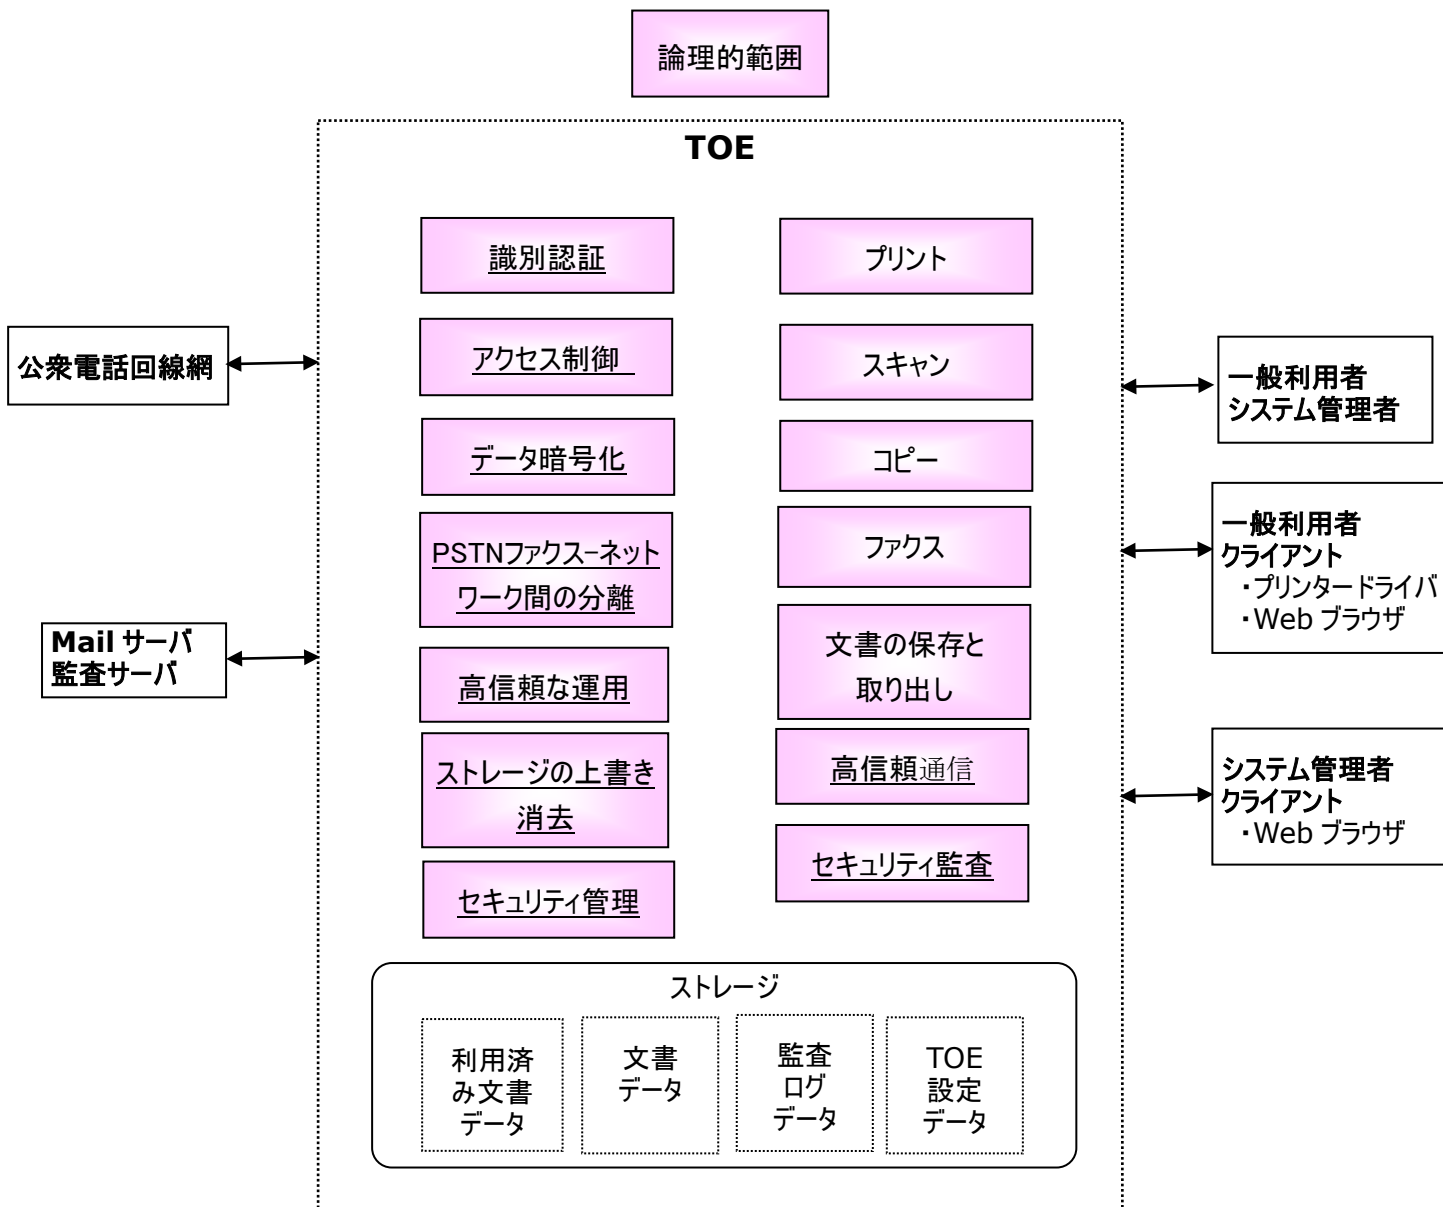 論理的範囲
TOE
識別認証
アクセス制御
データ暗号化
PSTNファクス-ネット
ワーク間の分離
高信頼な運用
ストレージの上書き
消去
セキュリティ管理
プリント
スキャン
コピー
ファクス
文書の保存と
取り出し
高信頼通信
セキュリティ監査
公衆電話回線網
Mail サーバ
監査サーバ
一般利用者
システム管理者
一般利用者
クライアント
・プリンタードライバ
・Web ブラウザ
システム管理者
クライアント
・Web ブラウザ
ストレージ
利用済
み文書
データ
文書
データ
監査
ログ
データ
TOE
設定
データ